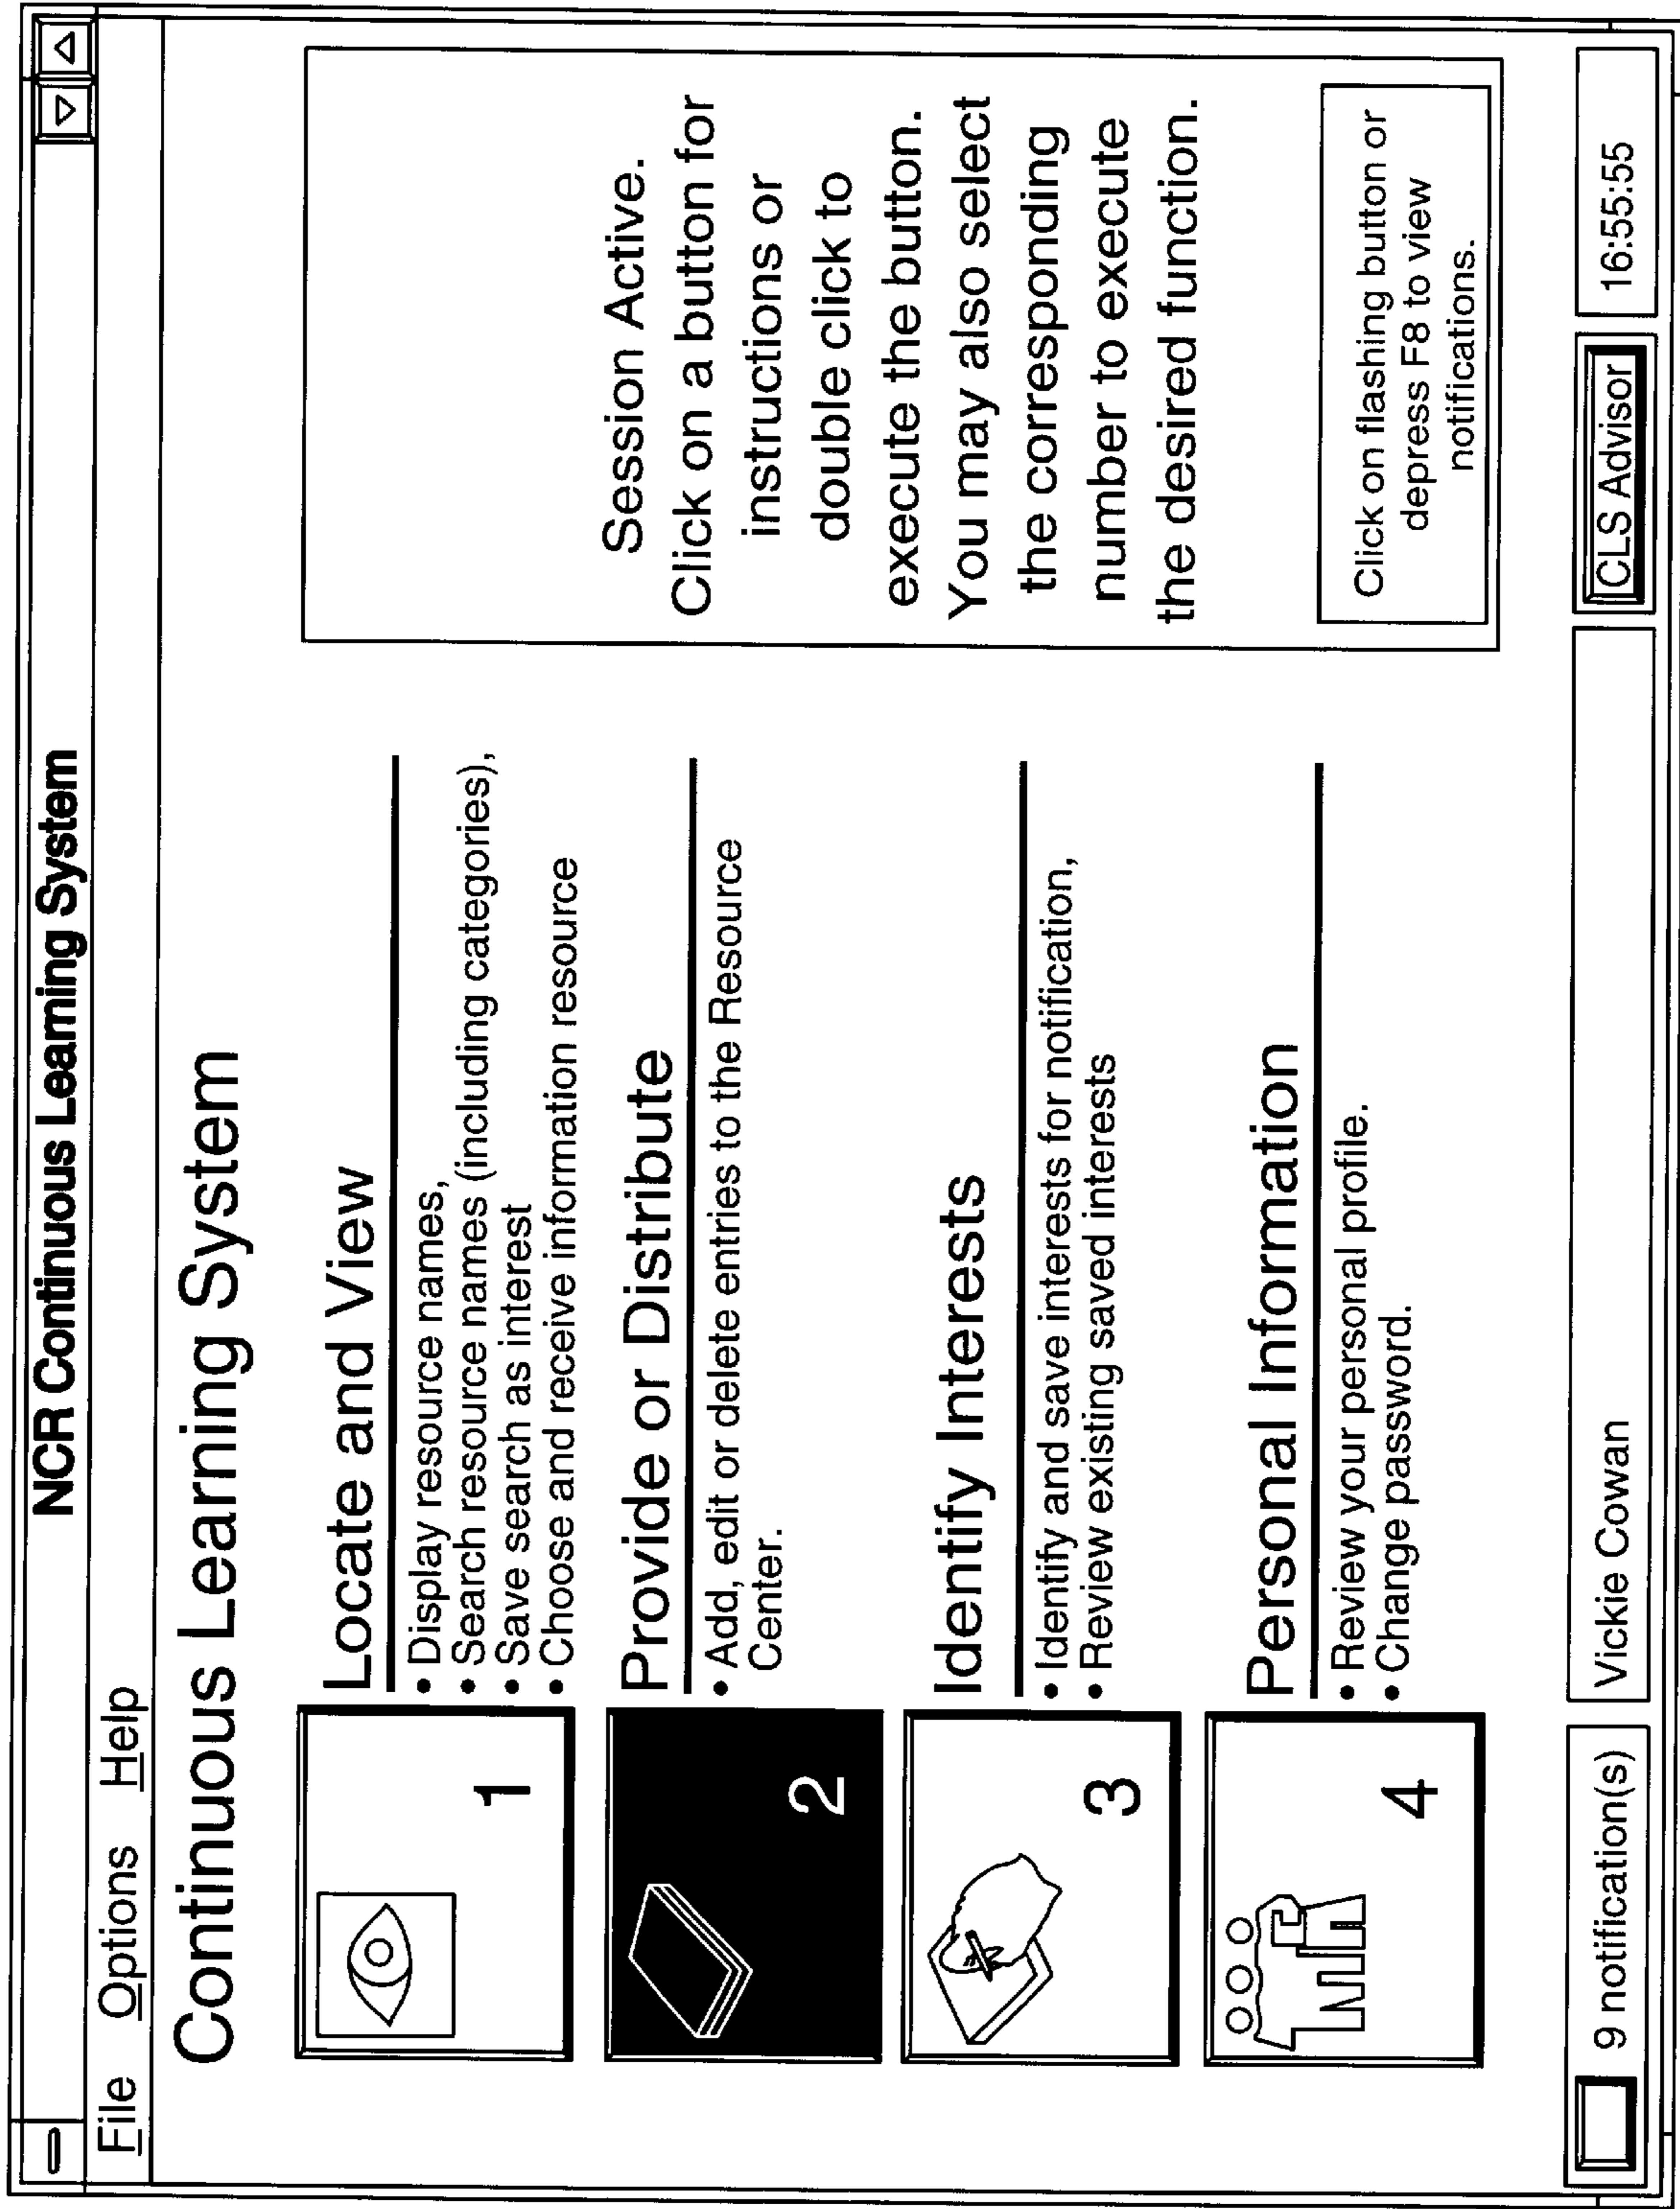 NCR Continuous Learning System
File Options Help
Continuous Learning System
1
Locate and View
• Display resource names,
• Search resource names (including categories),
• Save search as interest
• Choose and receive information resource
2
Provide or Distribute
• Add, edit or delete entries to the Resource
Center.
3
Identify Interests
• Identify and save interests for notification,
• Review existing saved interests
4
Personal Information
• Review your personal profile.
• Change password.
Session Active.
Click on a button for
instructions or
double click to
execute the button.
You may also select
the corresponding
number to execute
the desired function.
Click on flashing button or
depress F8 to view
notifications.
9 notification(s)
Vickie Cowan
CLS Advisor
16:55:55